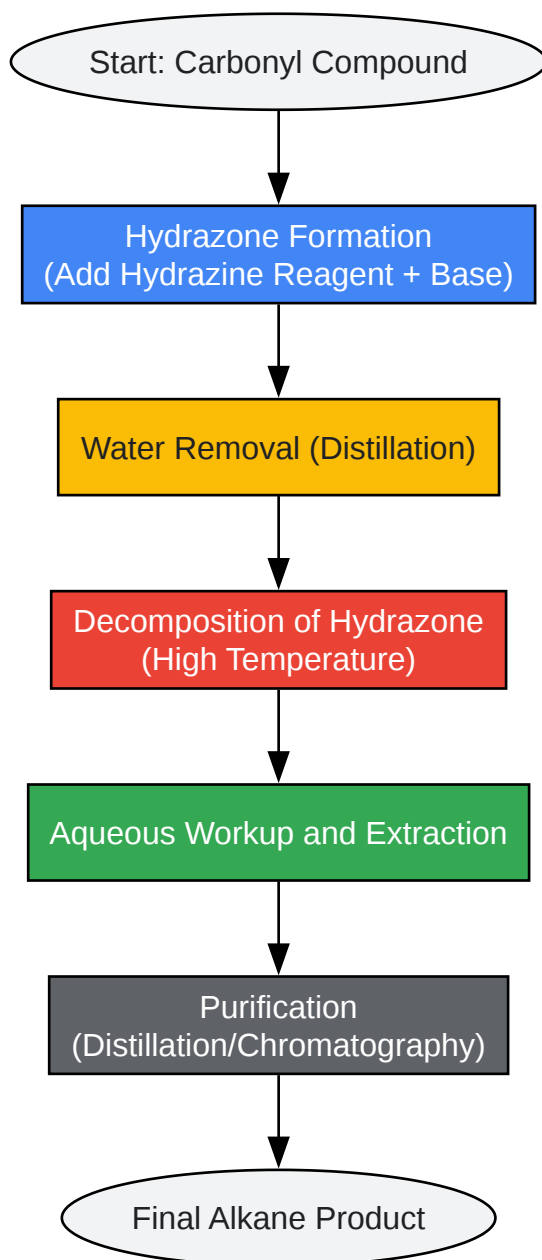 Start: Carbonyl Compound
Hydrazone Formation
(Add Hydrazine Reagent + Base)
Water Removal (Distillation)
Decomposition of Hydrazone
(High Temperature)
Aqueous Workup and Extraction
Purification
(Distillation/Chromatography)
Final Alkane Product